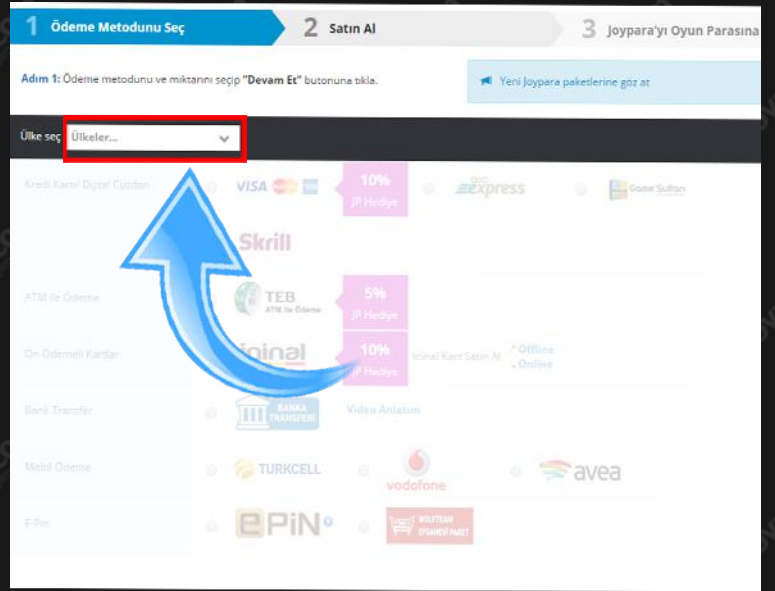 1 Ödeme Metodunu Seç
2 Satın Al
3 Joypara'yı Oyun Parasına
Adım 1: Ödeme metodunu ve miktarını seçip "Devam Et" butonuna tıkla.
Yeni Joypara paketlerine göz at
Ülke seç Ülkeler...
Kredi Kartı/ Dijital Cüzdan
VISA
10%
JP Hediye
express
Game Sultan
Skrill
ATM ile Ödeme
TEB
ATM ile Ödeme
5%
JP Hediye
Ön Ödemeli Kartlar
ininal
10%
JP Hediye
ininal Kart Satın Al
Offline
Online
Bank Transfer
BANKA
TRANSFERİ
Video Anlatım
Mobil Ödeme
TURKCELL
vodafone
avea
E-Pin
ePiN
WOLFTEAM
EFSANEVİ PAKET